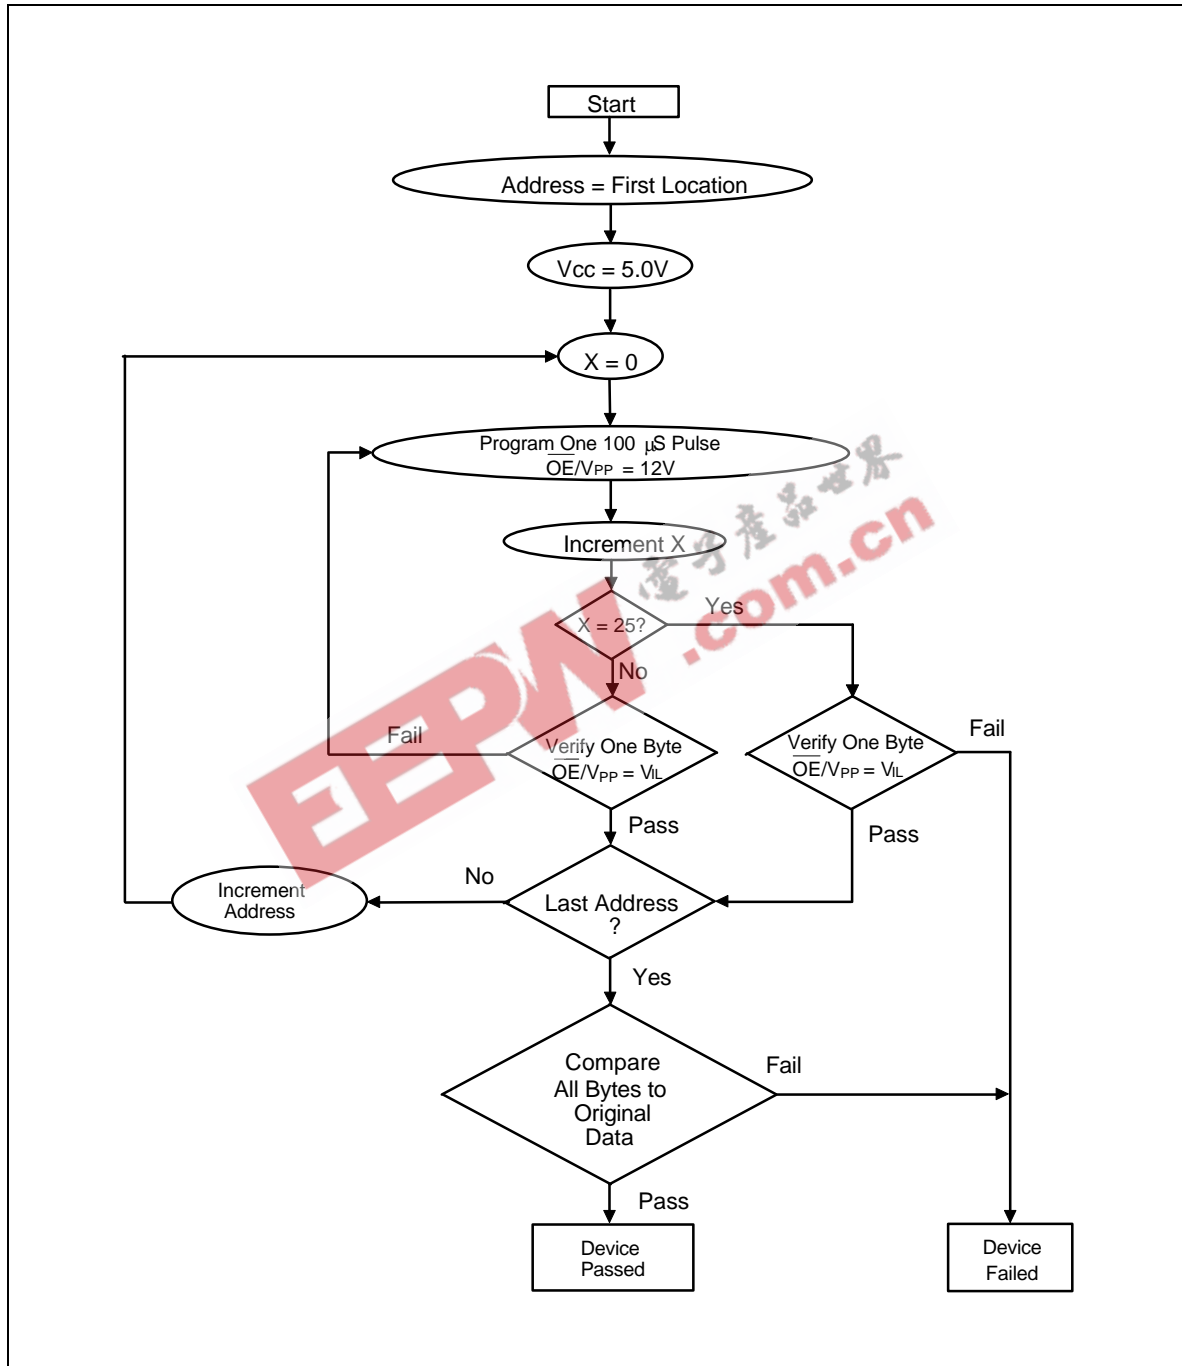 Start
Address = First Location
Vcc = 5.0V
X = 0
Program One 100 µS Pulse
OE/VPP = 12V
Increment X
X = 25?
Yes
No
Fail
Verify One Byte
OE/VPP = VIL
Verify One Byte
OE/VPP = VIL
Fail
Pass
Pass
Increment
Address
No
Last Address
?
Yes
Compare
All Bytes to
Original
Data
Fail
Pass
Device
Passed
Device
Failed
EEPW
.com.cn
電子産品世界